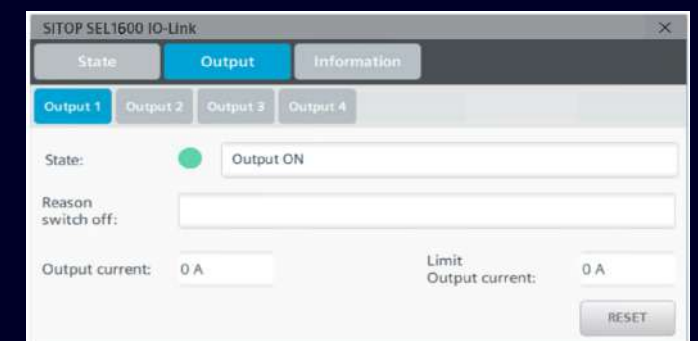 SITOP SEL1600 IO-Link
State Output Information
Output 1 Output 2 Output 3 Output 4
State: Output ON
Reason
switch off:
Output current: 0 A
Limit
Output current: 0 A
RESET